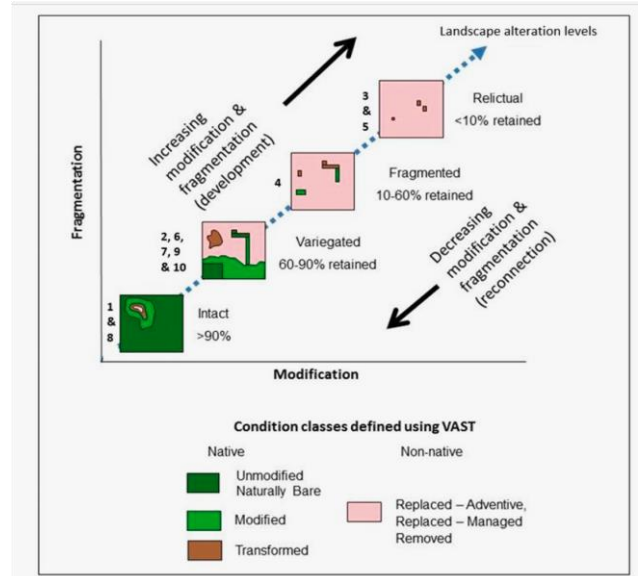 Landscape alteration levels
Increasing
modification &
fragmentation
(development)
3
&
5
Relictual
<10% retained
4
Fragmented
10-60% retained
Fragmentation
2, 6,
7, 9
& 10
Variegated
60-90% retained
Decreasing
modification &
fragmentation
(reconnection)
1
&
8
Intact
>90%
Modification
Condition classes defined using VAST
Native
Non-native
Unmodified
Naturally Bare
Modified
Transformed
Replaced – Adventive,
Replaced – Managed
Removed